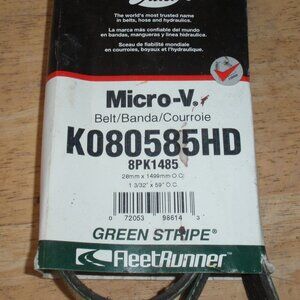 The world's most trusted name
in belts, hose and hydraulics.
La marca más confiable del mundo
en bandas, mangueras y línea hidráulica.
Sceau de fiabilité mondiale
en courroies, boyaux et l'hydraulique.
Micro-V®
Belt/Banda/Courroie
K080585HD
8PK1485
28mm x 1499mm O.C.
1 3/32" x 59" O.C.
0 72053 98614 3
GREEN STRIPE®
FleetRunner™